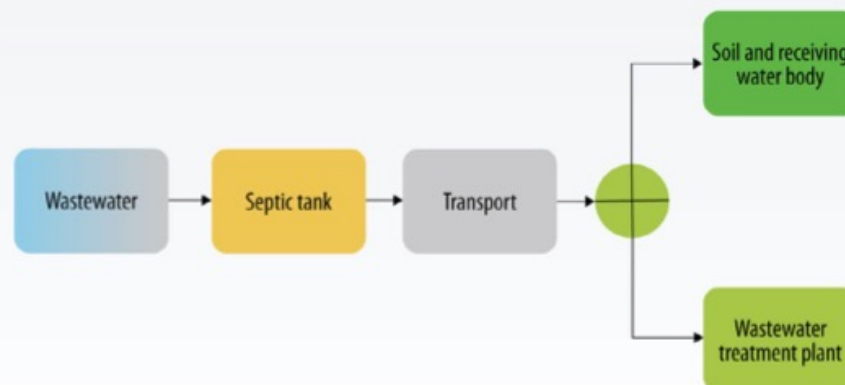 Wastewater
Septic tank
Transport
Soil and receiving
water body
Wastewater
treatment plant